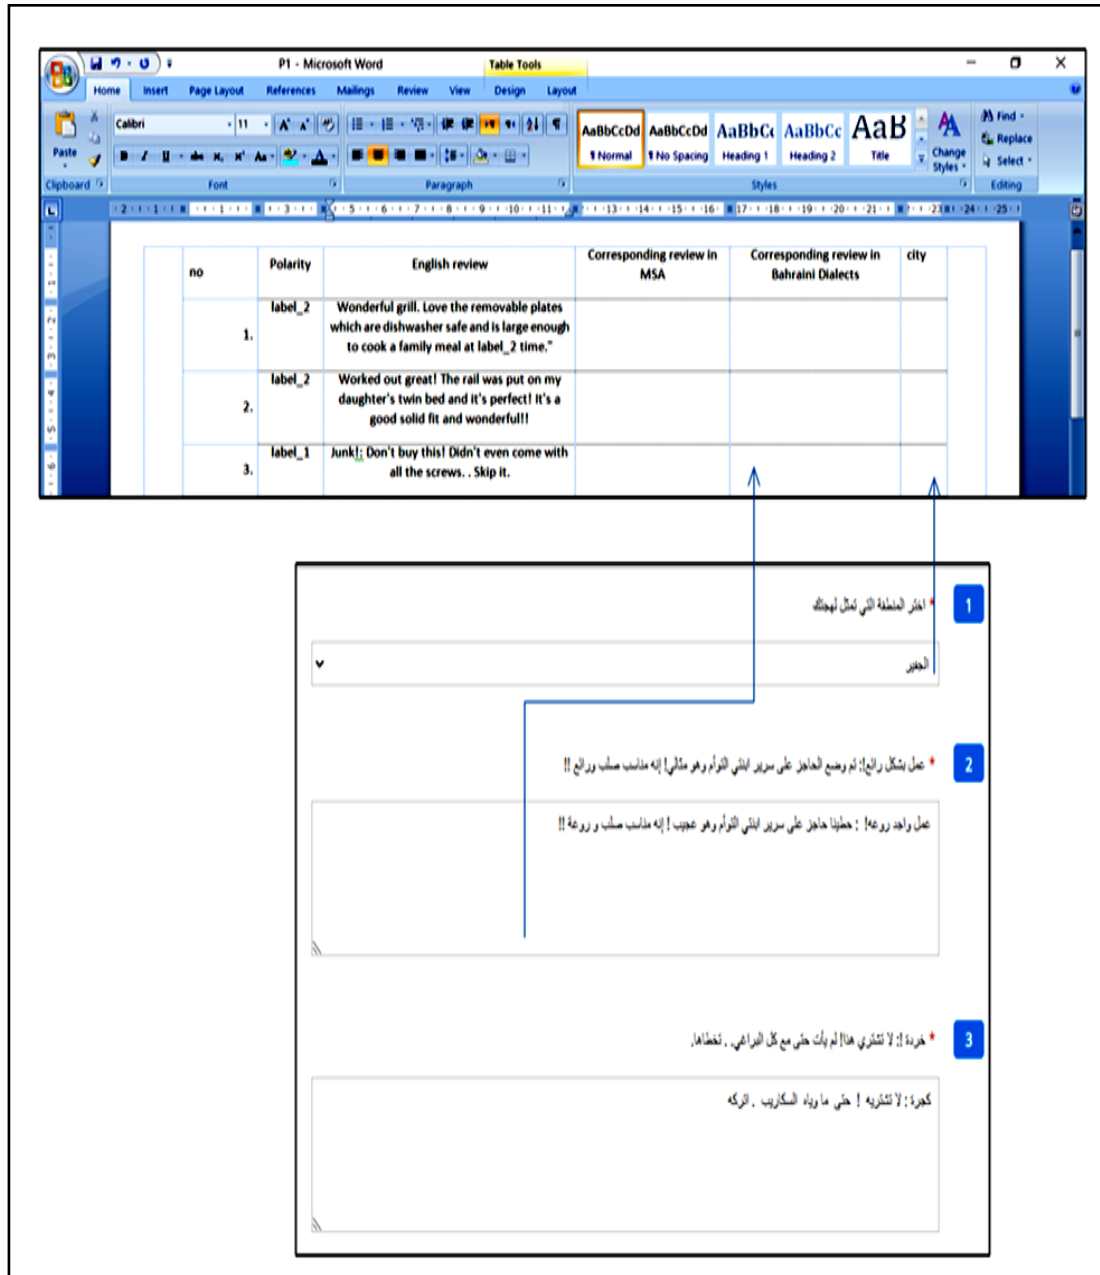 P1 - Microsoft Word
Table Tools
Home Insert Page Layout References Mailings Review View Design Layout
Calibri 11
Paste
AaBbCcDd AaBbCcDd AaBbCc AaBbCc AaB
¶ Normal ¶ No Spacing Heading 1 Heading 2 Title
Change Styles
Find
Replace
Select
Clipboard Font Paragraph Styles Editing
no Polarity English review Corresponding review in MSA Corresponding review in Bahraini Dialects city
1. label_2 Wonderful grill. Love the removable plates
which are dishwasher safe and is large enough
to cook a family meal at label_2 time."
2. label_2 Worked out great! The rail was put on my
daughter's twin bed and it's perfect! It's a
good solid fit and wonderful!!
3. label_1 Junk!: Don't buy this! Didn't even come with
all the screws. . Skip it.
1
* اختر المنطقة التي تمثل لهجتك
الجفير
2
* عمل بشكل رائع!: تم وضع الحاجز على سرير ابنتي التوأم وهو مثالي! إنه مناسب صلب ورائع !!
عمل واجد روعه! : حطينا حاجز على سرير ابنتي التوأم وهو عجيب ! إنه مناسب صلب و روعة !!
3
* خردة !: لا تشتري هذا! لم يأت حتى مع كل البراغي. . تخطاها.
كجرة : لا تشتريه ! حتى ما وياه السكاريب . اتركه